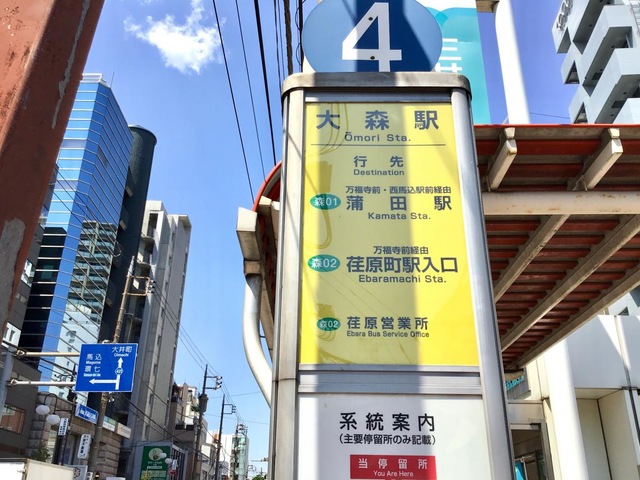 4
大森駅
Ōmori Sta.
行先
Destination
万福寺前・西馬込駅前経由
森01 蒲田駅
Kamata Sta.
万福寺前経由
森02 荏原町駅入口
Ebaramachi Sta.
森02 荏原営業所
Ebara Bus Service Office
系統案内
(主要停留所のみ記載)
当停留所
You Are Here
馬込
Magome
環七
大井町
Oimachi